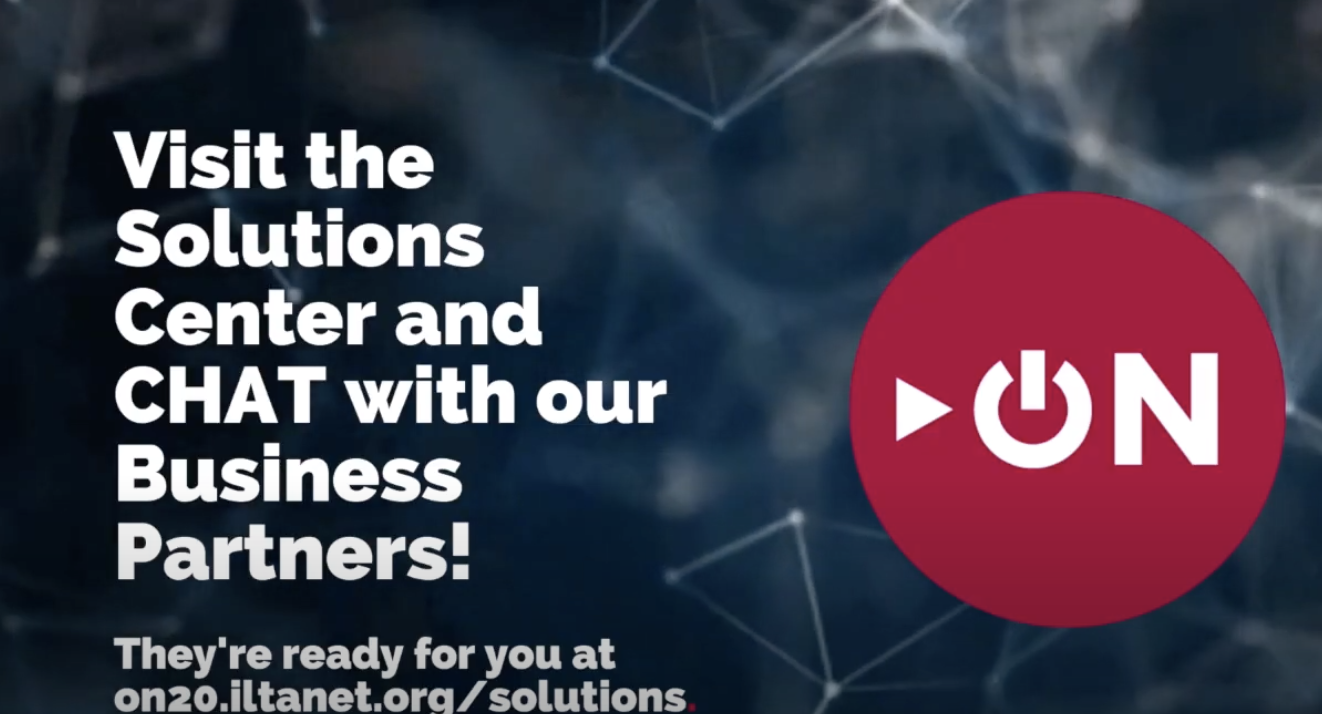 Visit the
Solutions
Center and
CHAT with our
Business
Partners!
ON
They're ready for you at
on20.iltanet.org/solutions.